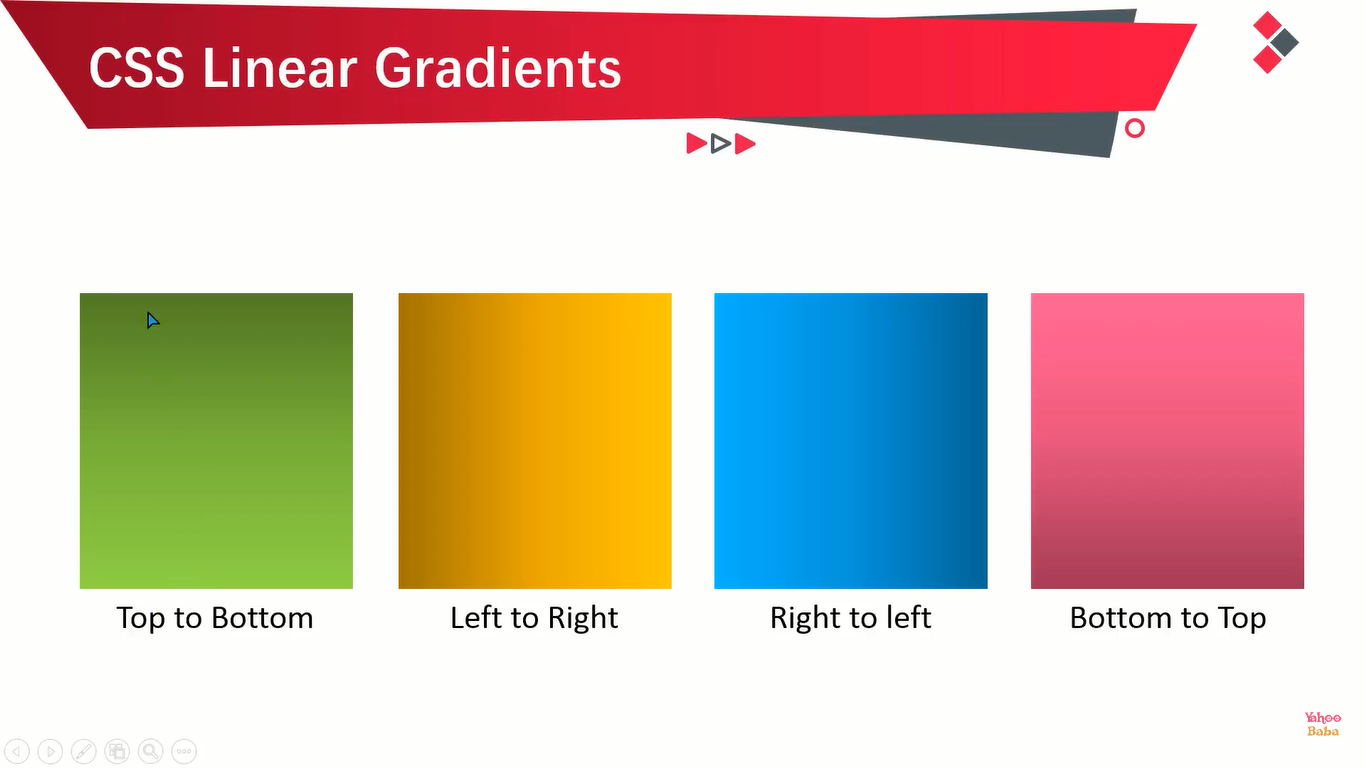 CSS Linear Gradients
Top to Bottom
Left to Right
Right to left
Bottom to Top
Yahoo
Baba